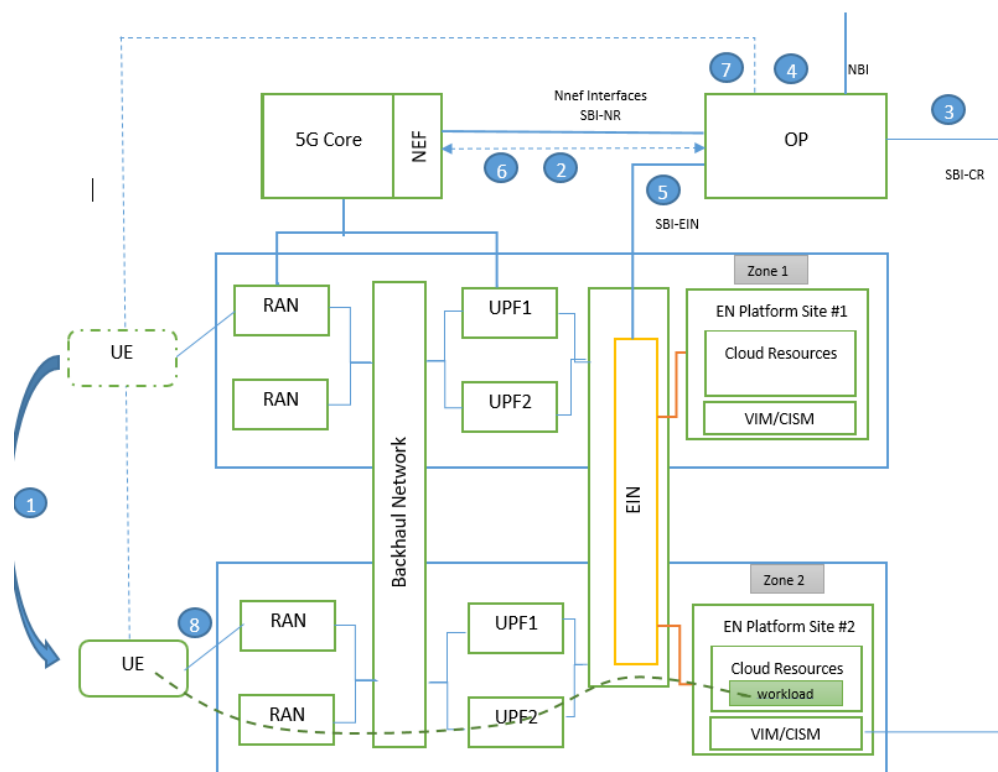 7
4
NBI
3
Nnef Interfaces
SBI-NR
5G Core
NEF
OP
6
2
SBI-CR
5
SBI-EIN
Zone 1
RAN
UPF1
EN Platform Site #1
UE
Cloud Resources
RAN
UPF2
VIM/CISM
1
Backhaul Network
EIN
Zone 2
8
RAN
UPF1
EN Platform Site #2
UE
Cloud Resources
workload
RAN
UPF2
VIM/CISM